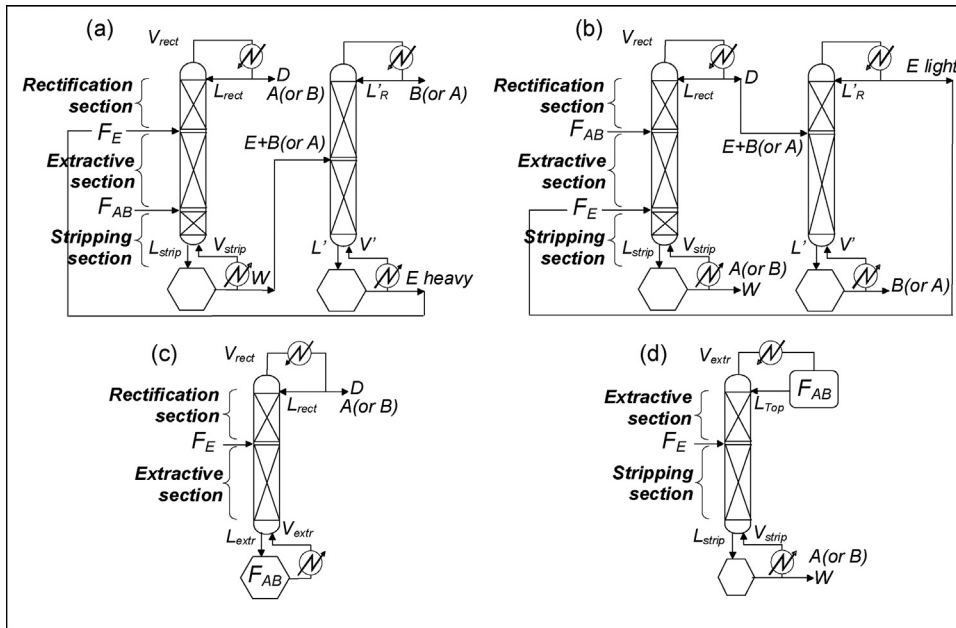 (a)
V_rect
Rectification section
L_rect
D
A(or B)
L'_R
B(or A)
F_E
Extractive section
E+B(or A)
F_AB
Stripping section
L_strip
V_strip
W
L'
V'
E heavy
(b)
V_rect
Rectification section
L_rect
D
L'_R
E light
F_AB
E+B(or A)
Extractive section
F_E
Stripping section
L_strip
V_strip
A(or B)
W
L'
V'
B(or A)
(c)
V_rect
Rectification section
L_rect
D
A(or B)
F_E
Extractive section
L_extr
V_extr
F_AB
(d)
V_extr
F_AB
L_Top
Extractive section
F_E
Stripping section
L_strip
V_strip
A(or B)
W